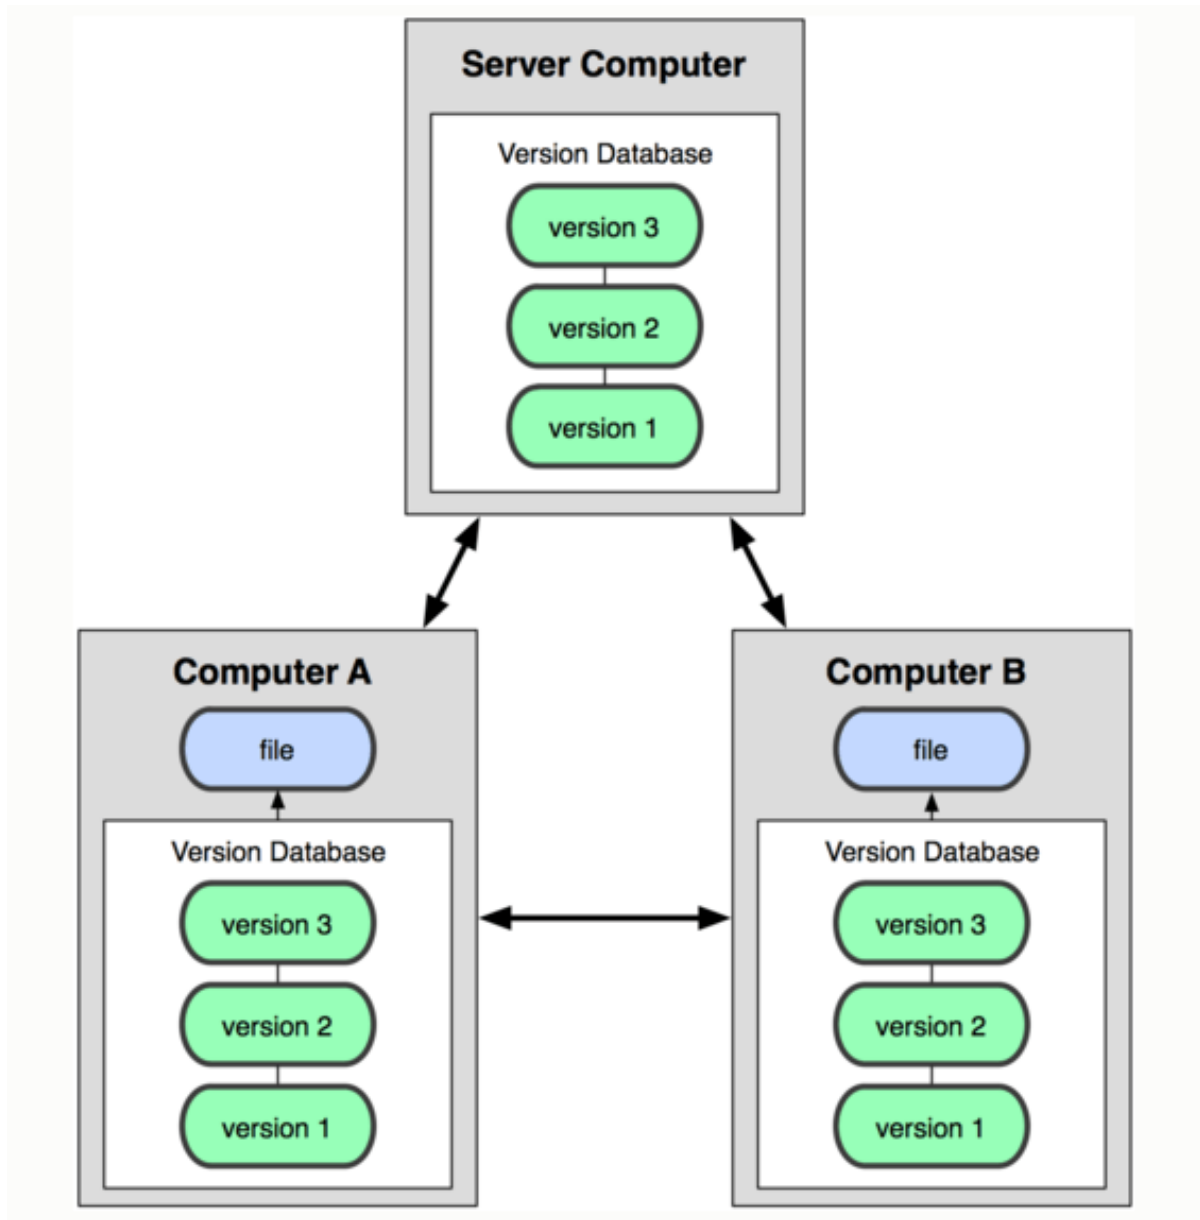 Server Computer
Version Database
version 3
version 2
version 1
Computer A
file
Version Database
version 3
version 2
version 1
Computer B
file
Version Database
version 3
version 2
version 1